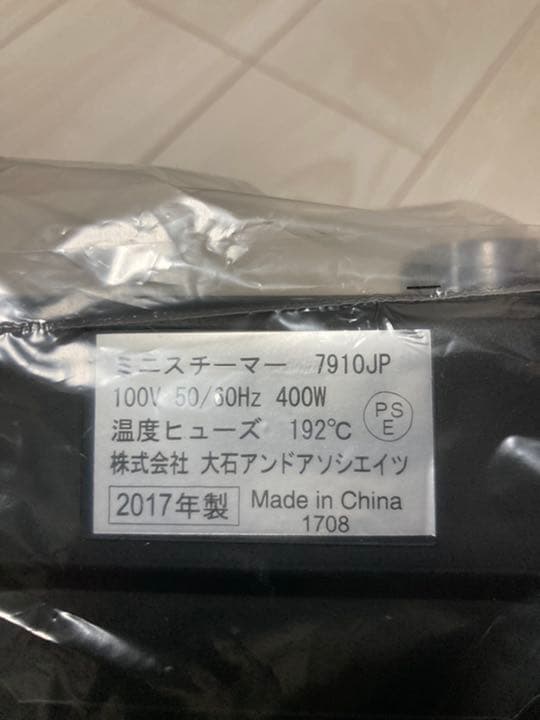 ミニスチーマー 7910JP
100V 50/60Hz 400W
温度ヒューズ 192℃
PS
E
株式会社 大石アンドアソシエイツ
2017年製 Made in China
1708